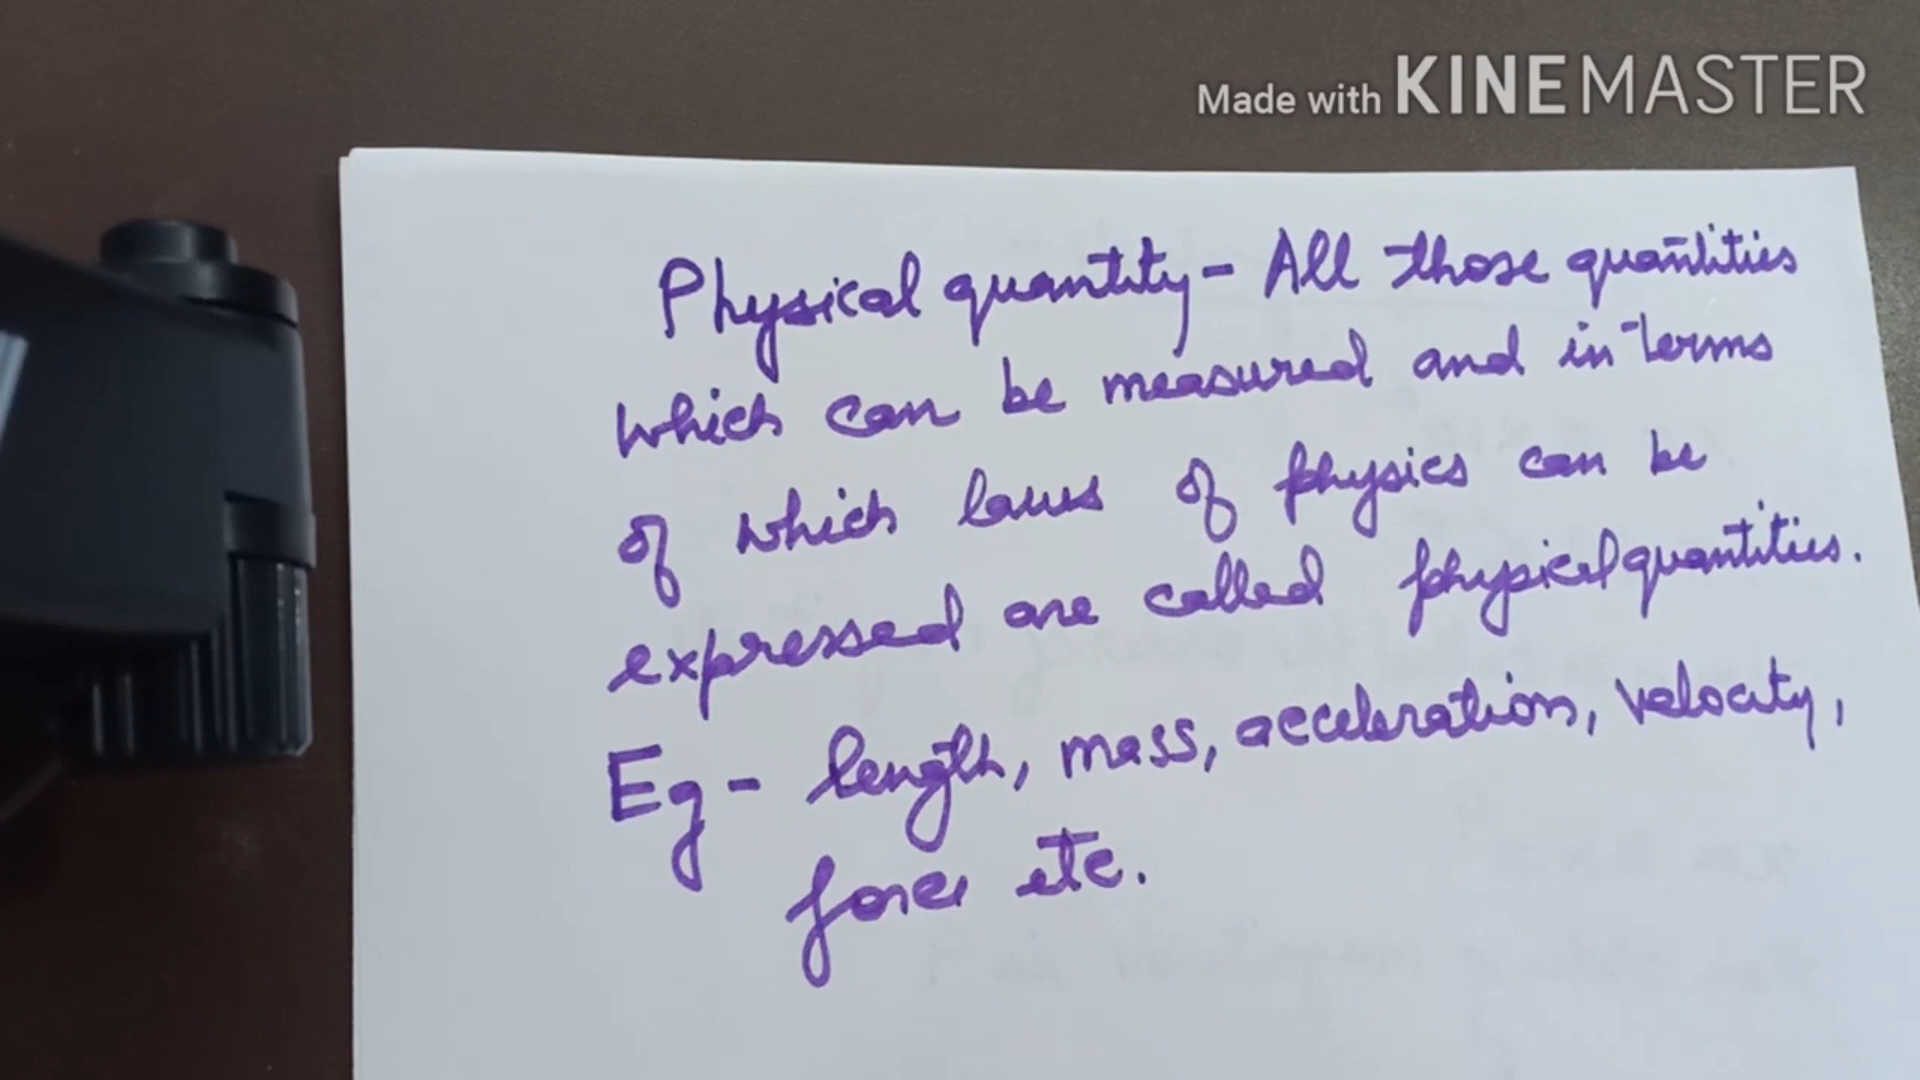 Made with KINEMASTER
Physical quantity - All those quantities
which can be measured and in terms
of which laws of physics can be
expressed are called physical quantities.
Eg - length, mass, acceleration, velocity,
force etc.